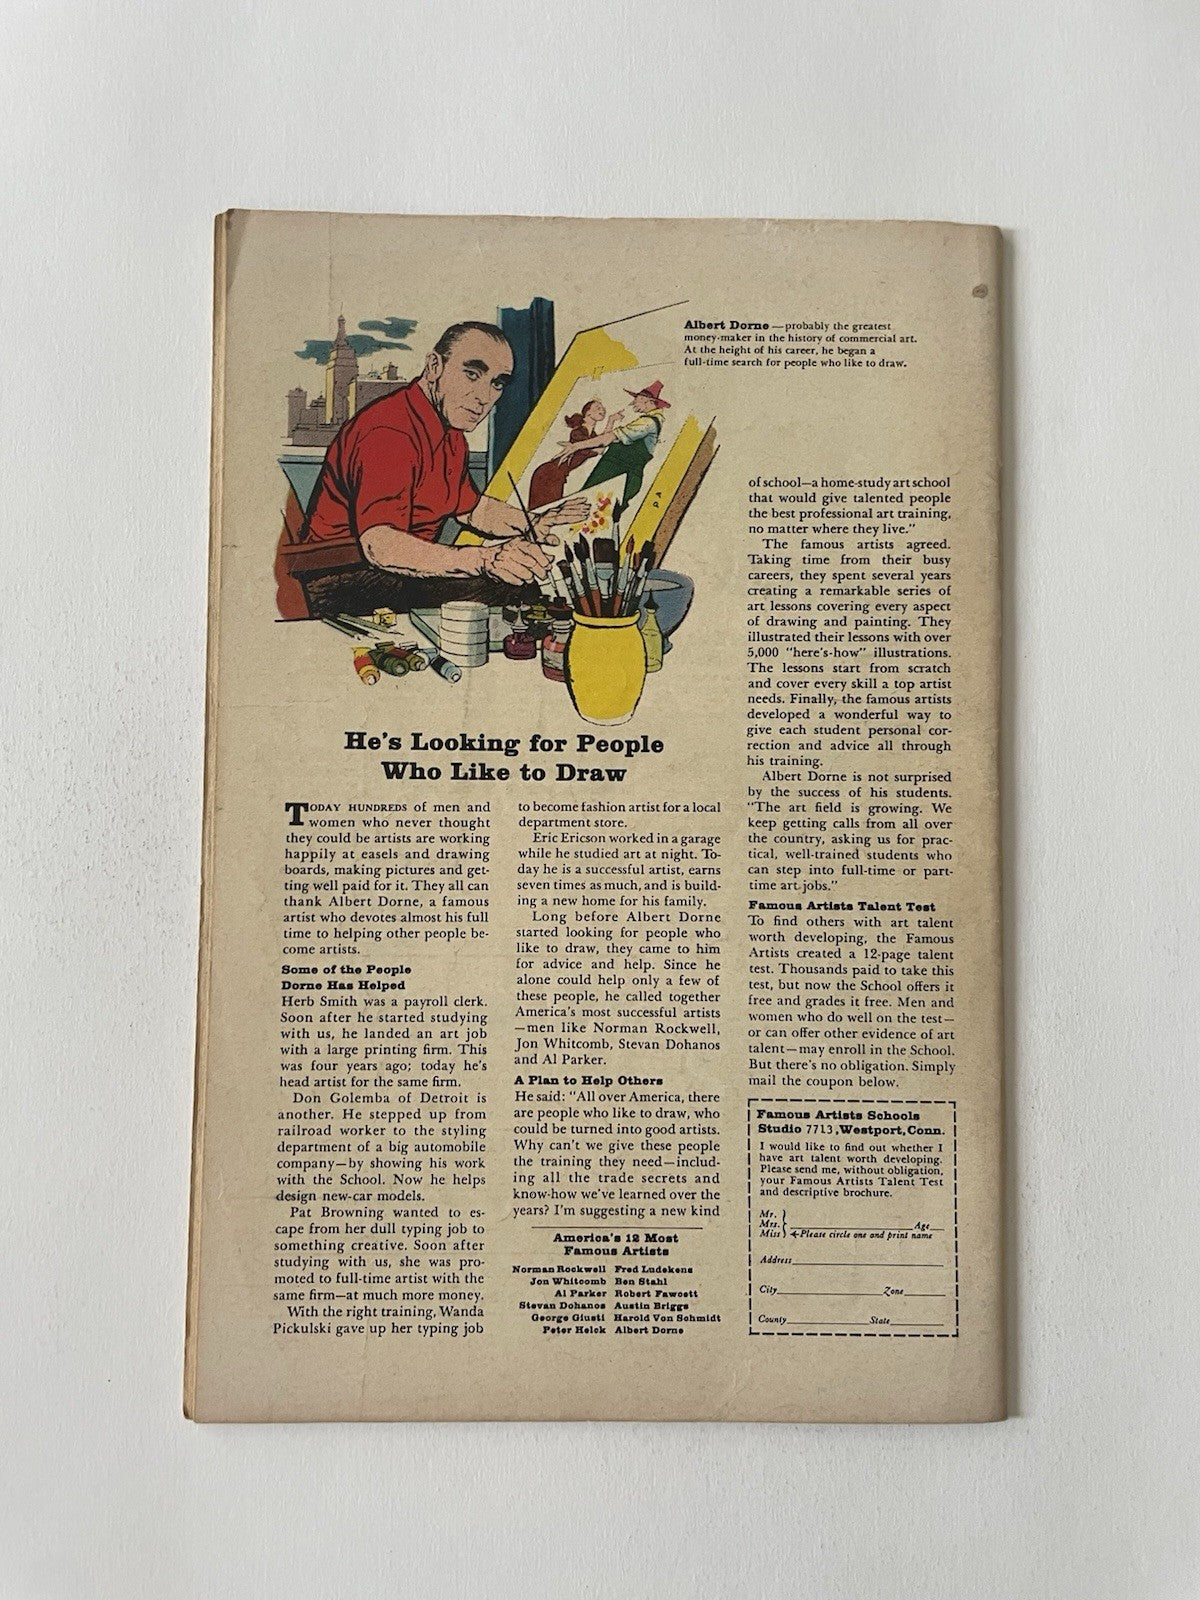 Albert Dorne — probably the greatest
money-maker in the history of commercial art.
At the height of his career, he began a
full-time search for people who like to draw.
He's Looking for People
Who Like to Draw
TODAY HUNDREDS of men and
women who never thought
they could be artists are working
happily at easels and drawing
boards, making pictures and get-
ting well paid for it. They all can
thank Albert Dorne, a famous
artist who devotes almost his full
time to helping other people be-
come artists.
Some of the People
Dorne Has Helped
Herb Smith was a payroll clerk.
Soon after he started studying
with us, he landed an art job
with a large printing firm. This
was four years ago; today he's
head artist for the same firm.
Don Golemba of Detroit is
another. He stepped up from
railroad worker to the styling
department of a big automobile
company—by showing his work
with the School. Now he helps
design new-car models.
Pat Browning wanted to es-
cape from her dull typing job to
something creative. Soon after
studying with us, she was pro-
moted to full-time artist with the
same firm—at much more money.
With the right training, Wanda
Pickulski gave up her typing job
to become fashion artist for a local
department store.
Eric Ericson worked in a garage
while he studied art at night. To-
day he is a successful artist, earns
seven times as much, and is build-
ing a new home for his family.
Long before Albert Dorne
started looking for people who
like to draw, they came to him
for advice and help. Since he
alone could help only a few of
these people, he called together
America's most successful artists
—men like Norman Rockwell,
Jon Whitcomb, Stevan Dohanos
and Al Parker.
A Plan to Help Others
He said: "All over America, there
are people who like to draw, who
could be turned into good artists.
Why can't we give these people
the training they need—includ-
ing all the trade secrets and
know-how we've learned over the
years? I'm suggesting a new kind
America's 12 Most
Famous Artists
Norman Rockwell Fred Ludekens
Jon Whitcomb Ben Stahl
Al Parker Robert Fawcett
Stevan Dohanos Austin Briggs
George Giusti Harold Von Schmidt
Peter Helck Albert Dorne
of school—a home-study art school
that would give talented people
the best professional art training,
no matter where they live."
The famous artists agreed.
Taking time from their busy
careers, they spent several years
creating a remarkable series of
art lessons covering every aspect
of drawing and painting. They
illustrated their lessons with over
5,000 "here's-how" illustrations.
The lessons start from scratch
and cover every skill a top artist
needs. Finally, the famous artists
developed a wonderful way to
give each student personal cor-
rection and advice all through
his training.
Albert Dorne is not surprised
by the success of his students.
"The art field is growing. We
keep getting calls from all over
the country, asking us for prac-
tical, well-trained students who
can step into full-time or part-
time art jobs."
Famous Artists Talent Test
To find others with art talent
worth developing, the Famous
Artists created a 12-page talent
test. Thousands paid to take this
test, but now the School offers it
free and grades it free. Men and
women who do well on the test—
or can offer other evidence of art
talent—may enroll in the School.
But there's no obligation. Simply
mail the coupon below.
Famous Artists Schools
Studio 7713, Westport, Conn.
I would like to find out whether I
have art talent worth developing.
Please send me, without obligation,
your Famous Artists Talent Test
and descriptive brochure.
Mr.
Mrs. Age
Miss ←Please circle one and print name
Address
City Zone
County State